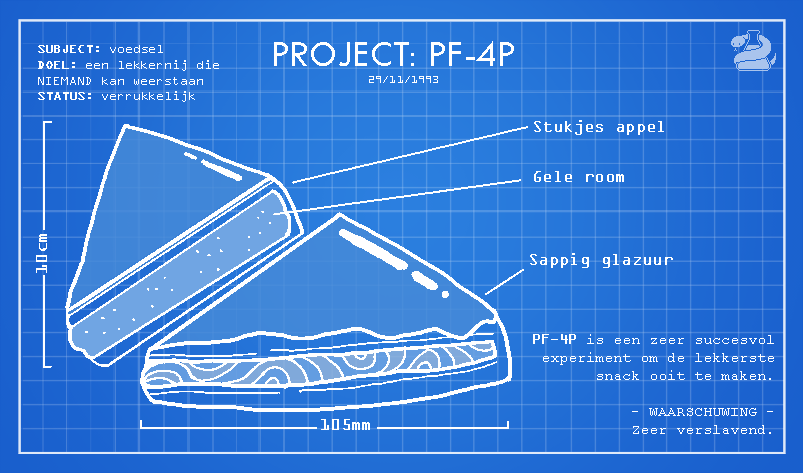 PROJECT: PF-4P
29/11/1993
SUBJECT: voedsel
DOEL: een lekkernij die
NIEMAND kan weerstaan
STATUS: verrukkelijk
Stukjes appel
Gele room
Sappig glazuur
10cm
105mm
PF-4P is een zeer succesvol
experiment om de lekkerste
snack ooit te maken.
- WAARSCHUWING -
Zeer verslavend.